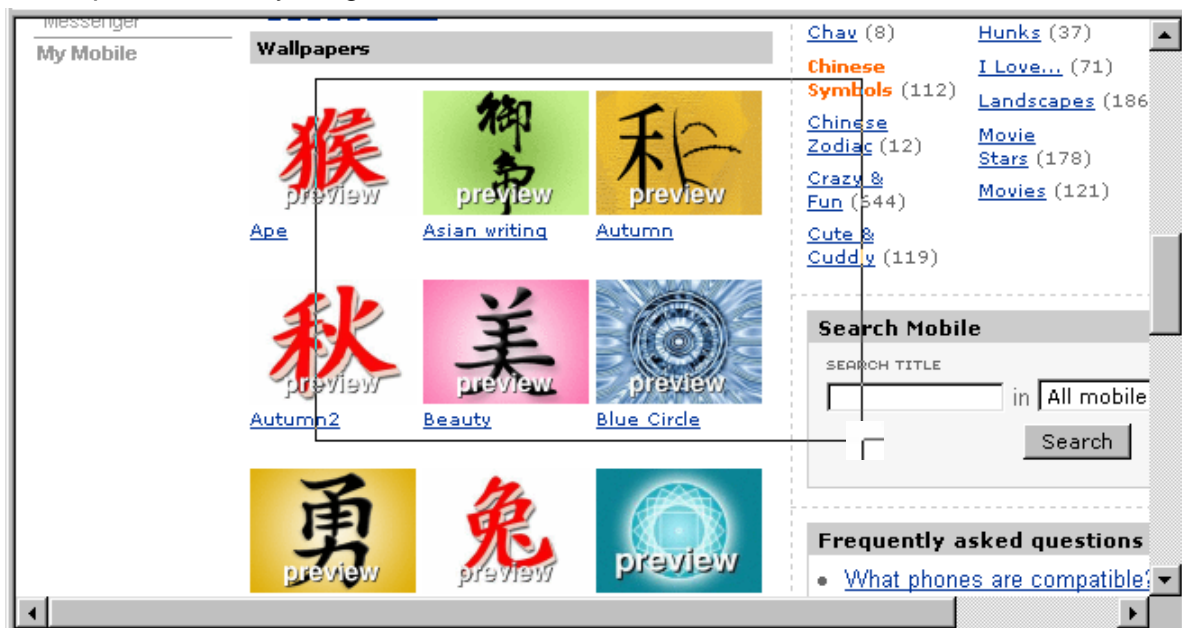 Messenger
My Mobile
Wallpapers
猴
御
preview
preview
preview
Ape
Asian writing
Autumn
秋
美
preview
preview
preview
Autumn2
Beauty
Blue Circle
勇
兔
preview
preview
preview
Chav (8)
Chinese
Symbols (112)
Chinese
Zodiac (12)
Crazy &
Fun (544)
Cute &
Cuddly (119)
Hunks (37)
I Love... (71)
Landscapes (186
Movie
Stars (178)
Movies (121)
Search Mobile
SEARCH TITLE
in All mobile
Search
Frequently asked questions
What phones are compatible?